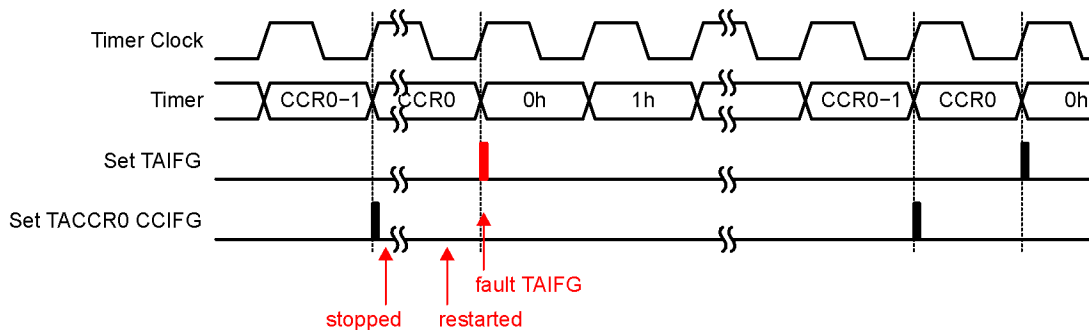 Timer Clock
Timer CCR0−1 CCR0 0h 1h CCR0−1 CCR0 0h
Set TAIFG
Set TACCR0 CCIFG
fault TAIFG
stopped restarted